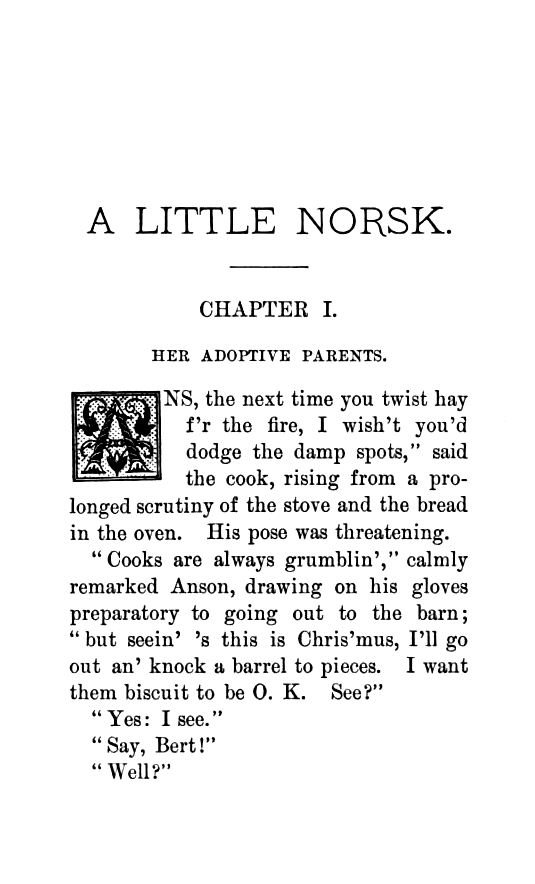 A LITTLE NORSK.
CHAPTER I.
HER ADOPTIVE PARENTS.
ANS, the next time you twist hay
f'r the fire, I wish't you'd
dodge the damp spots," said
the cook, rising from a pro-
longed scrutiny of the stove and the bread
in the oven. His pose was threatening.
"Cooks are always grumblin'," calmly
remarked Anson, drawing on his gloves
preparatory to going out to the barn;
"but seein' 's this is Chris'mus, I'll go
out an' knock a barrel to pieces. I want
them biscuit to be O. K. See?"
"Yes: I see."
"Say, Bert!"
"Well?"